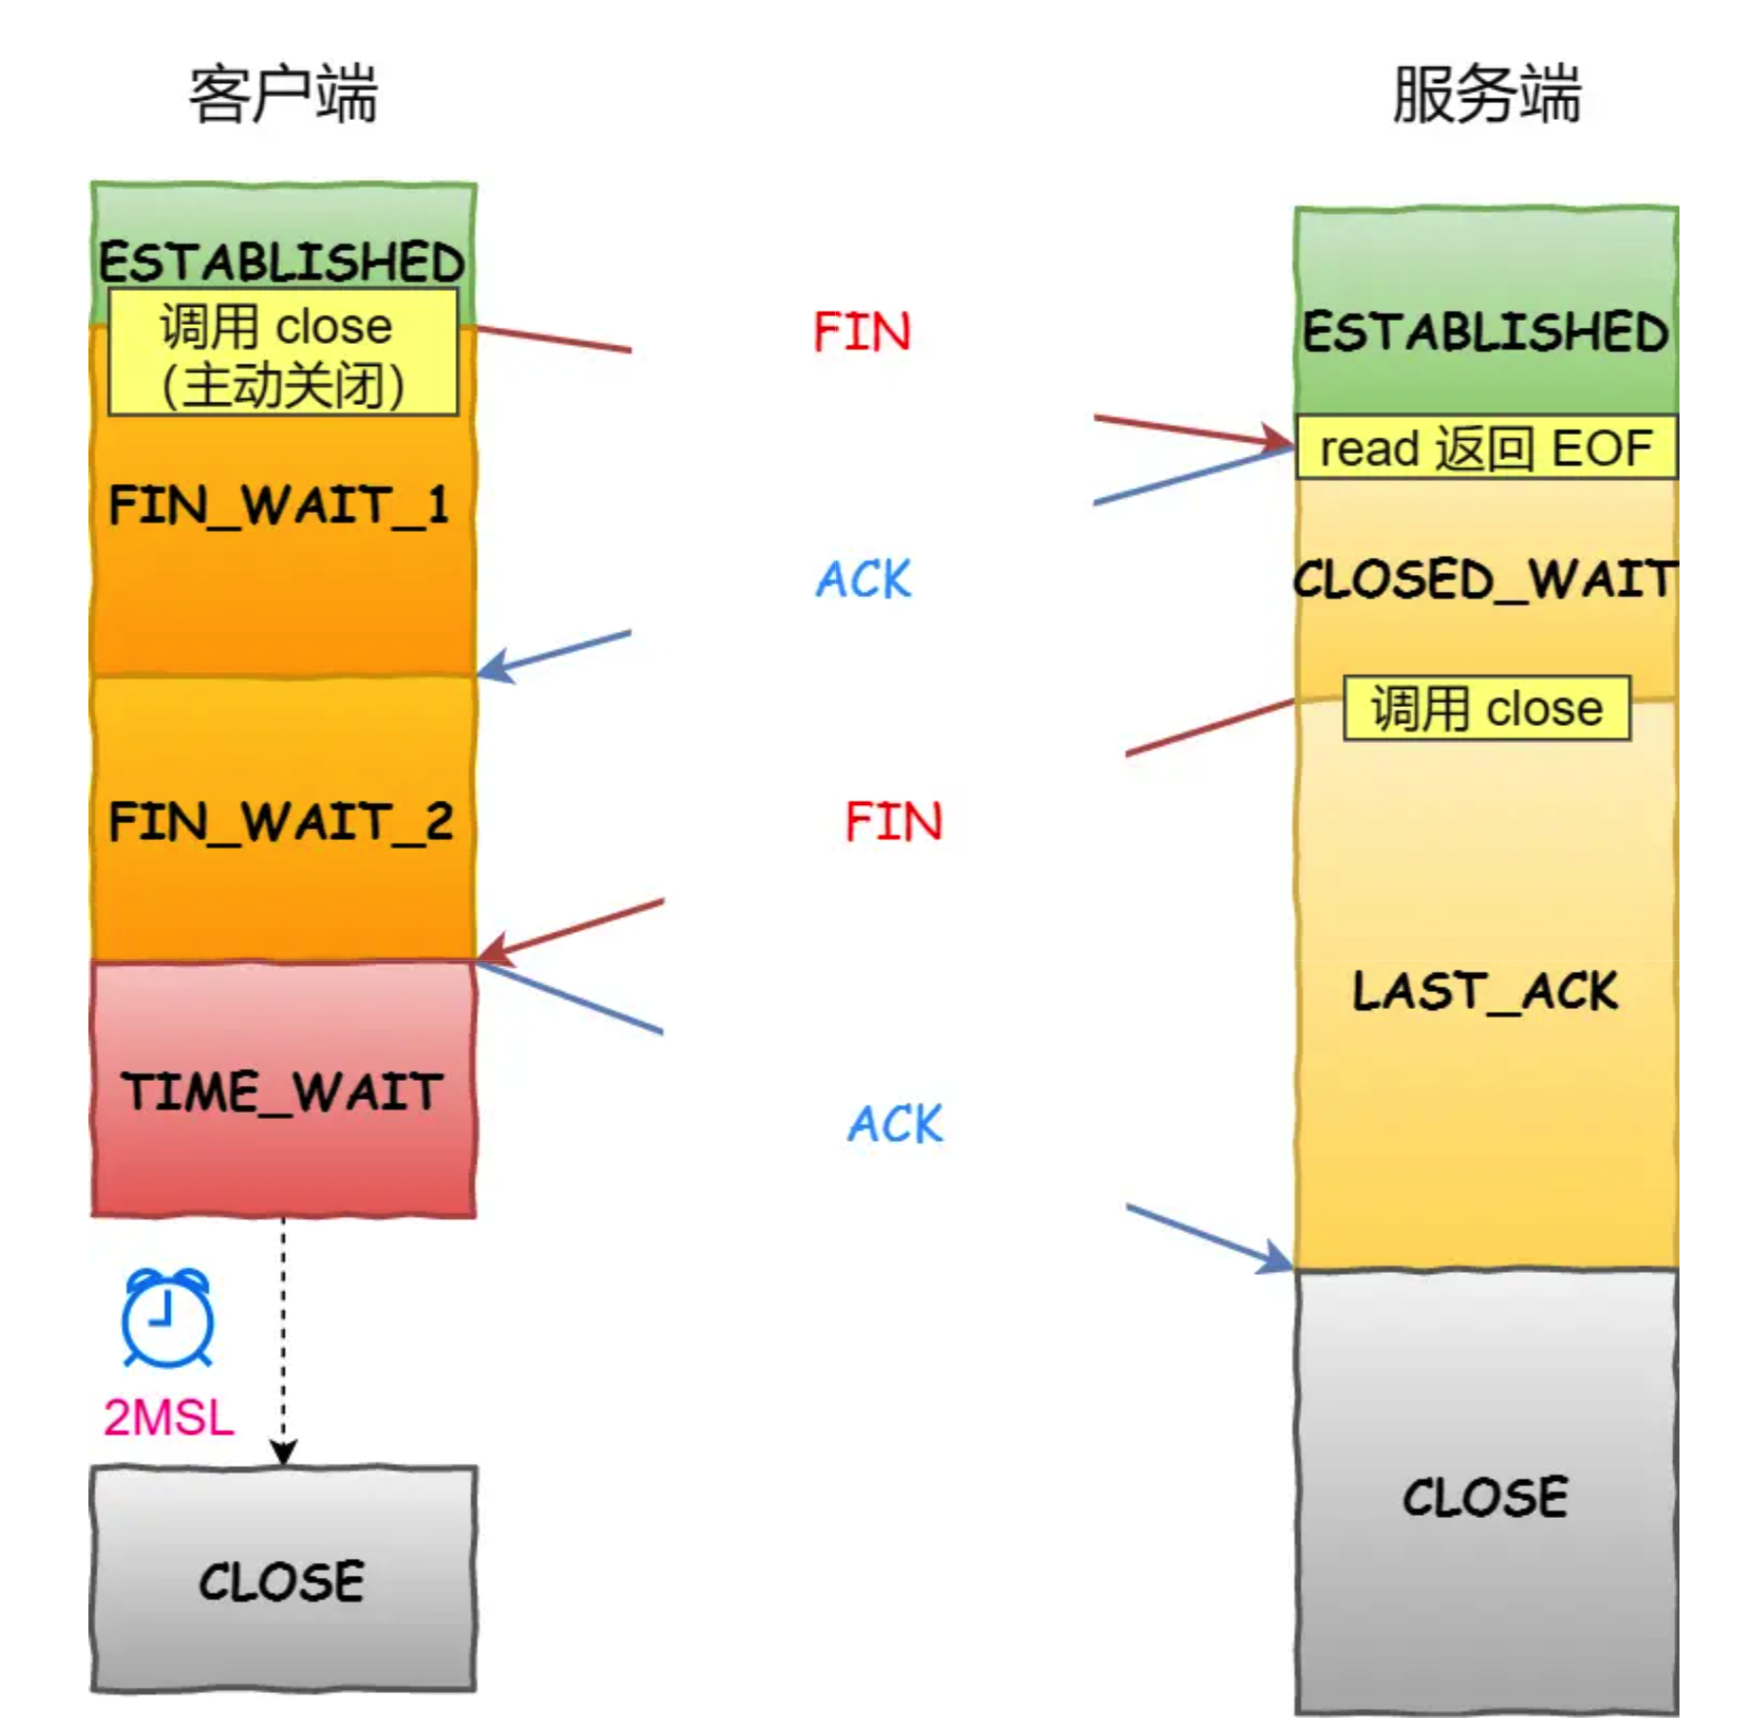 客户端
服务端
ESTABLISHED
调用 close
（主动关闭）
FIN
ESTABLISHED
read 返回 EOF
FIN_WAIT_1
ACK
CLOSED_WAIT
调用 close
FIN_WAIT_2
FIN
LAST_ACK
TIME_WAIT
ACK
2MSL
CLOSE
CLOSE